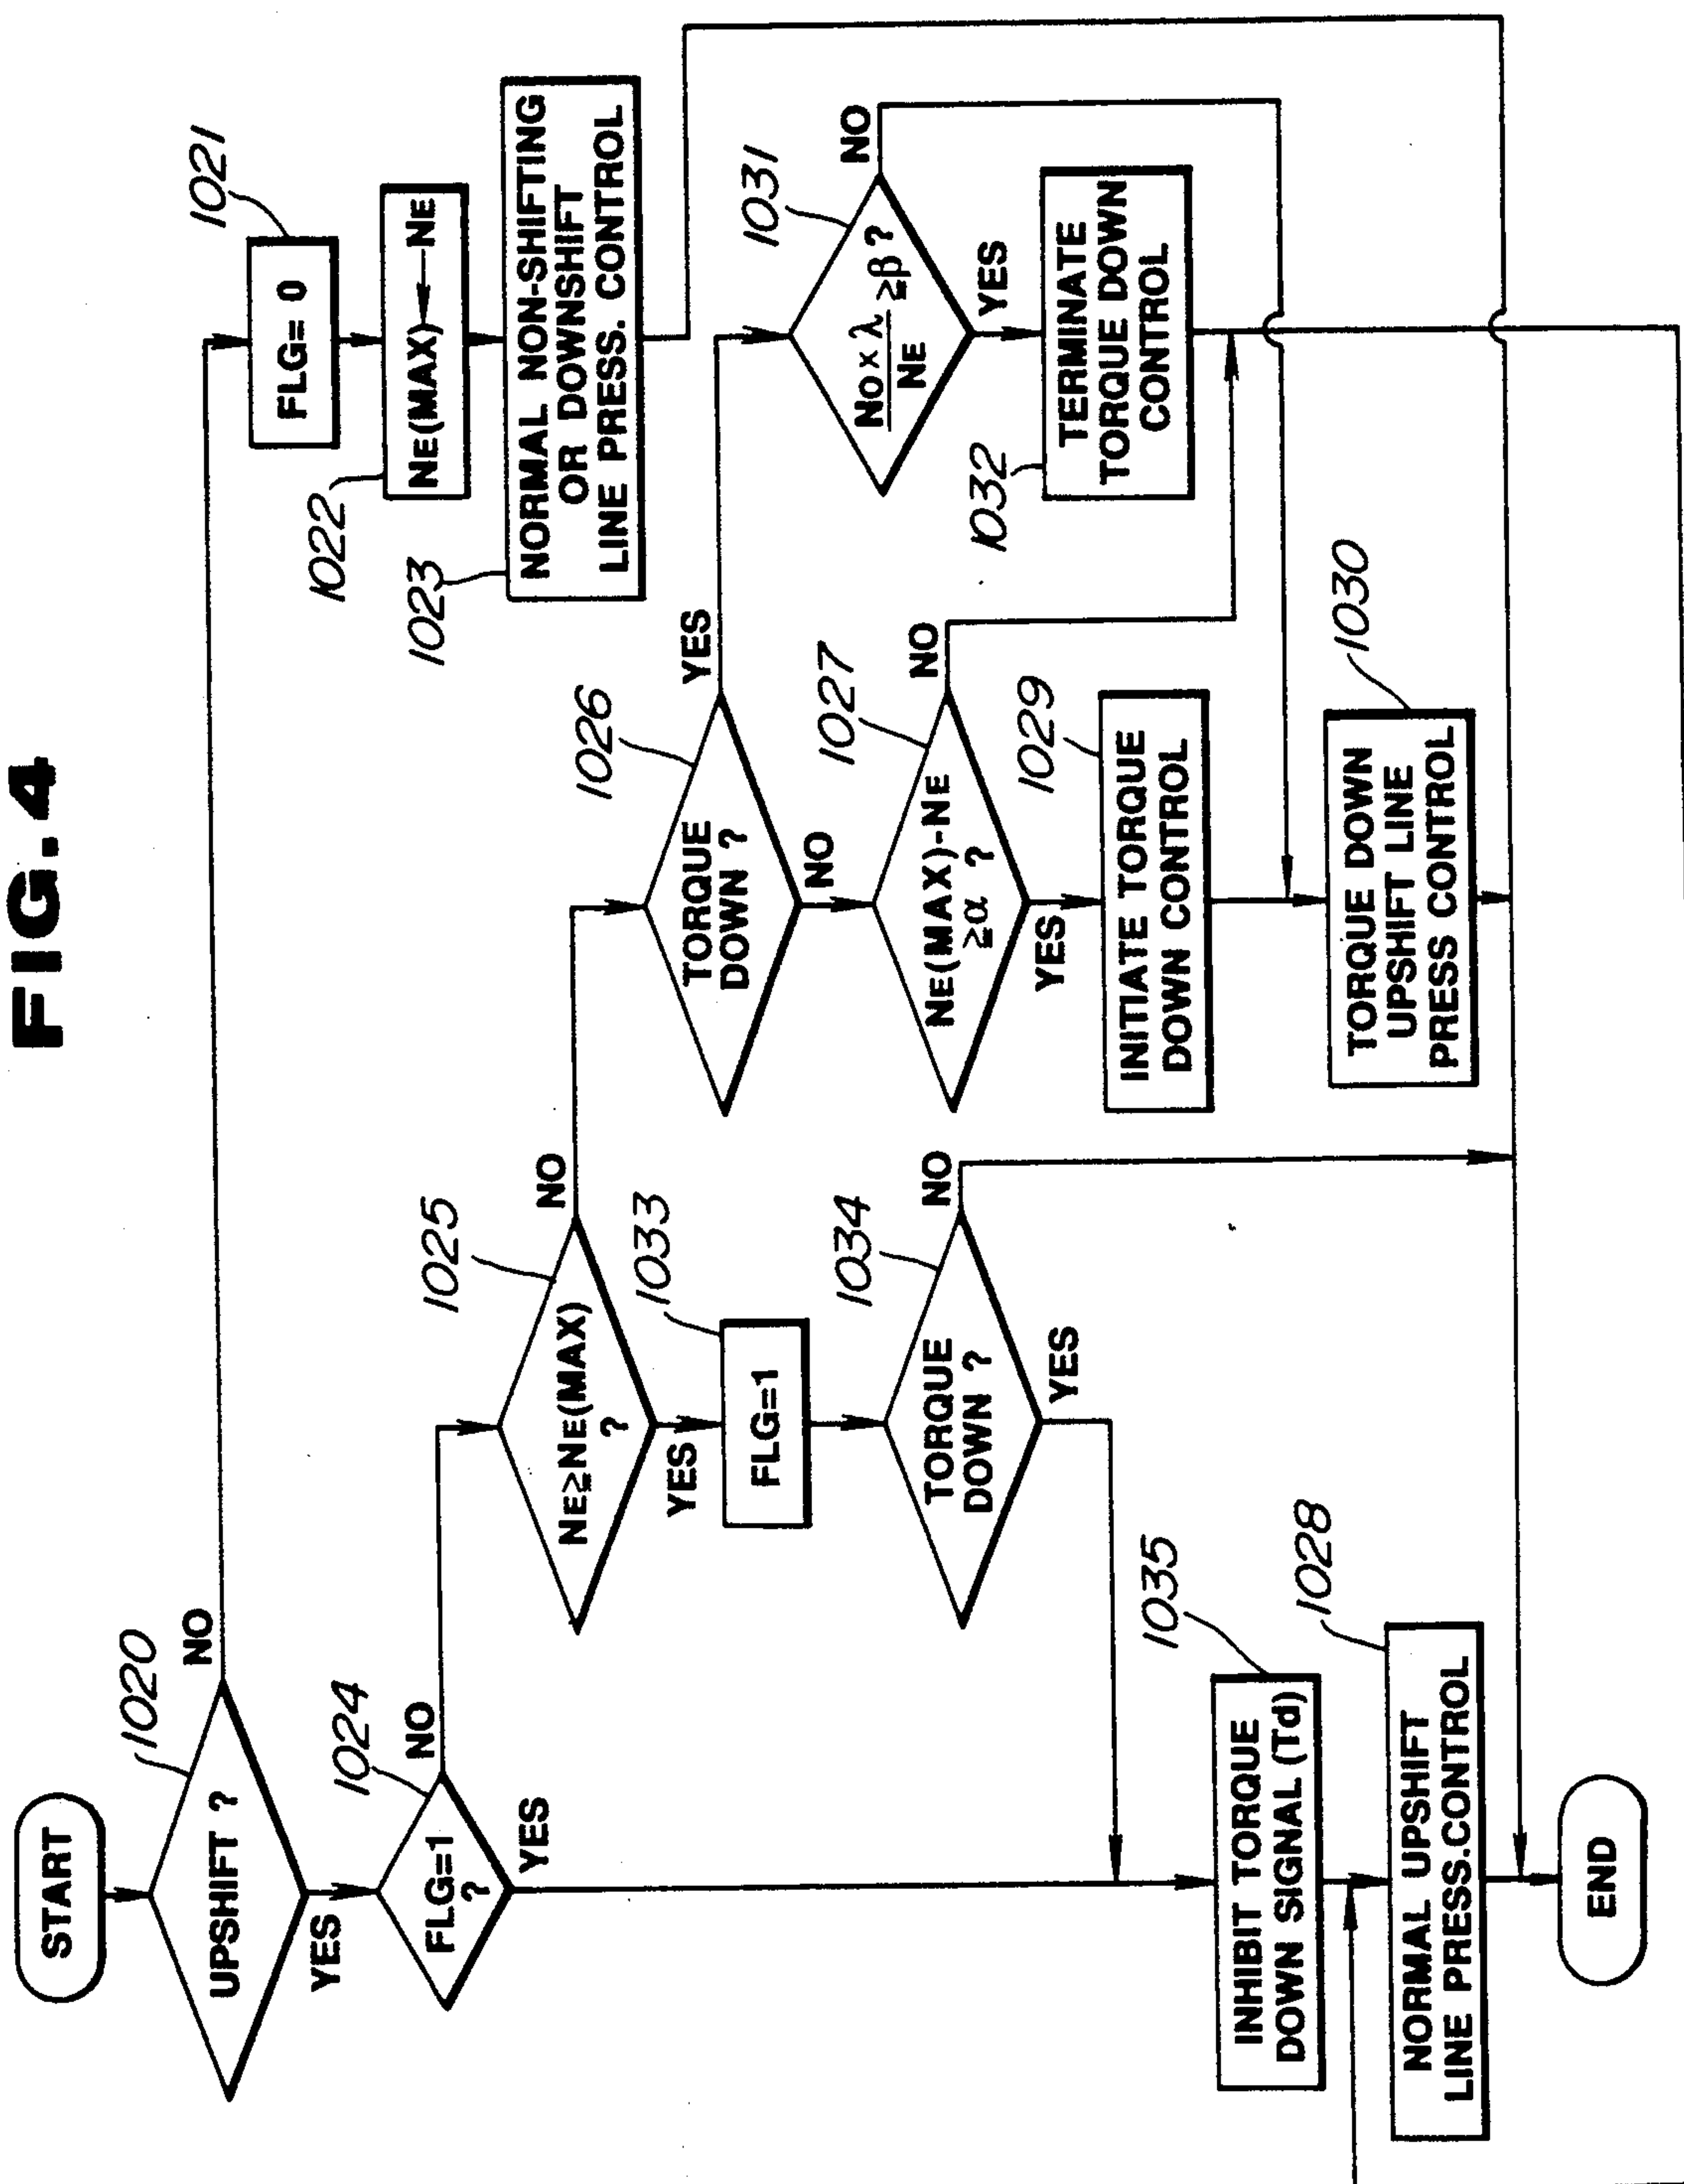 FIG.4
START
1020
UPSHIFT ?
NO
YES
1021
FLG= 0
1022
NE(MAX)←NE
1023
NORMAL NON-SHIFTING
OR DOWNSHIFT
LINE PRESS. CONTROL
1024
FLG=1
?
NO
YES
1025
NE≧NE(MAX)
?
NO
YES
1033
FLG=1
1034
TORQUE
DOWN ?
NO
YES
1026
TORQUE
DOWN ?
YES
NO
1027
NE(MAX)-NE
≧α ?
NO
YES
1029
INITIATE TORQUE
DOWN CONTROL
1030
TORQUE DOWN
UPSHIFT LINE
PRESS CONTROL
1031
No x λ
NE
≧β ?
NO
YES
1032
TERMINATE
TORQUE DOWN
CONTROL
1035
INHIBIT TORQUE
DOWN SIGNAL (Td)
1028
NORMAL UPSHIFT
LINE PRESS.CONTROL
END